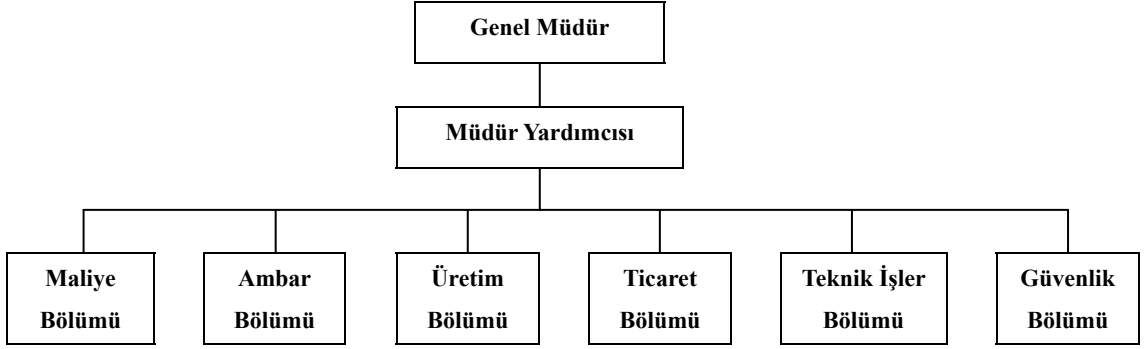 Genel Müdür
Müdür Yardımcısı
Maliye
Bölümü
Ambar
Bölümü
Üretim
Bölümü
Ticaret
Bölümü
Teknik İşler
Bölümü
Güvenlik
Bölümü